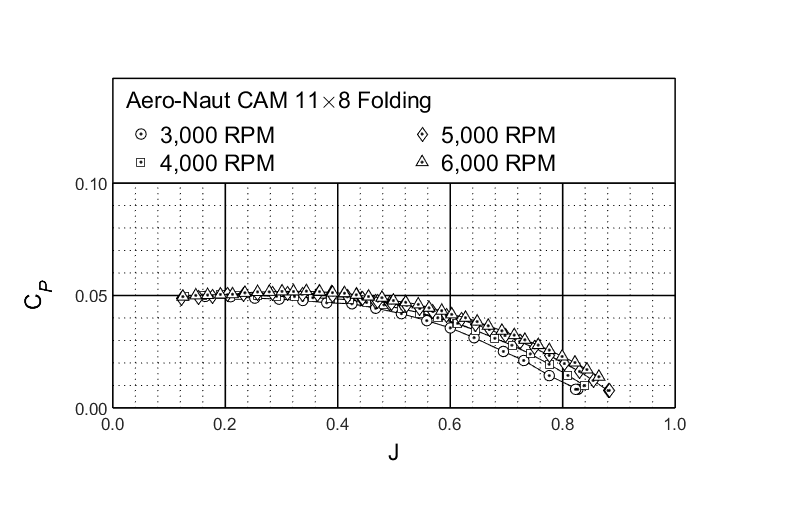 Aero-Naut CAM 11×8 Folding
3,000 RPM 5,000 RPM
4,000 RPM 6,000 RPM
0.10
0.05
0.00
C_P
0.0 0.2 0.4 0.6 0.8 1.0
J